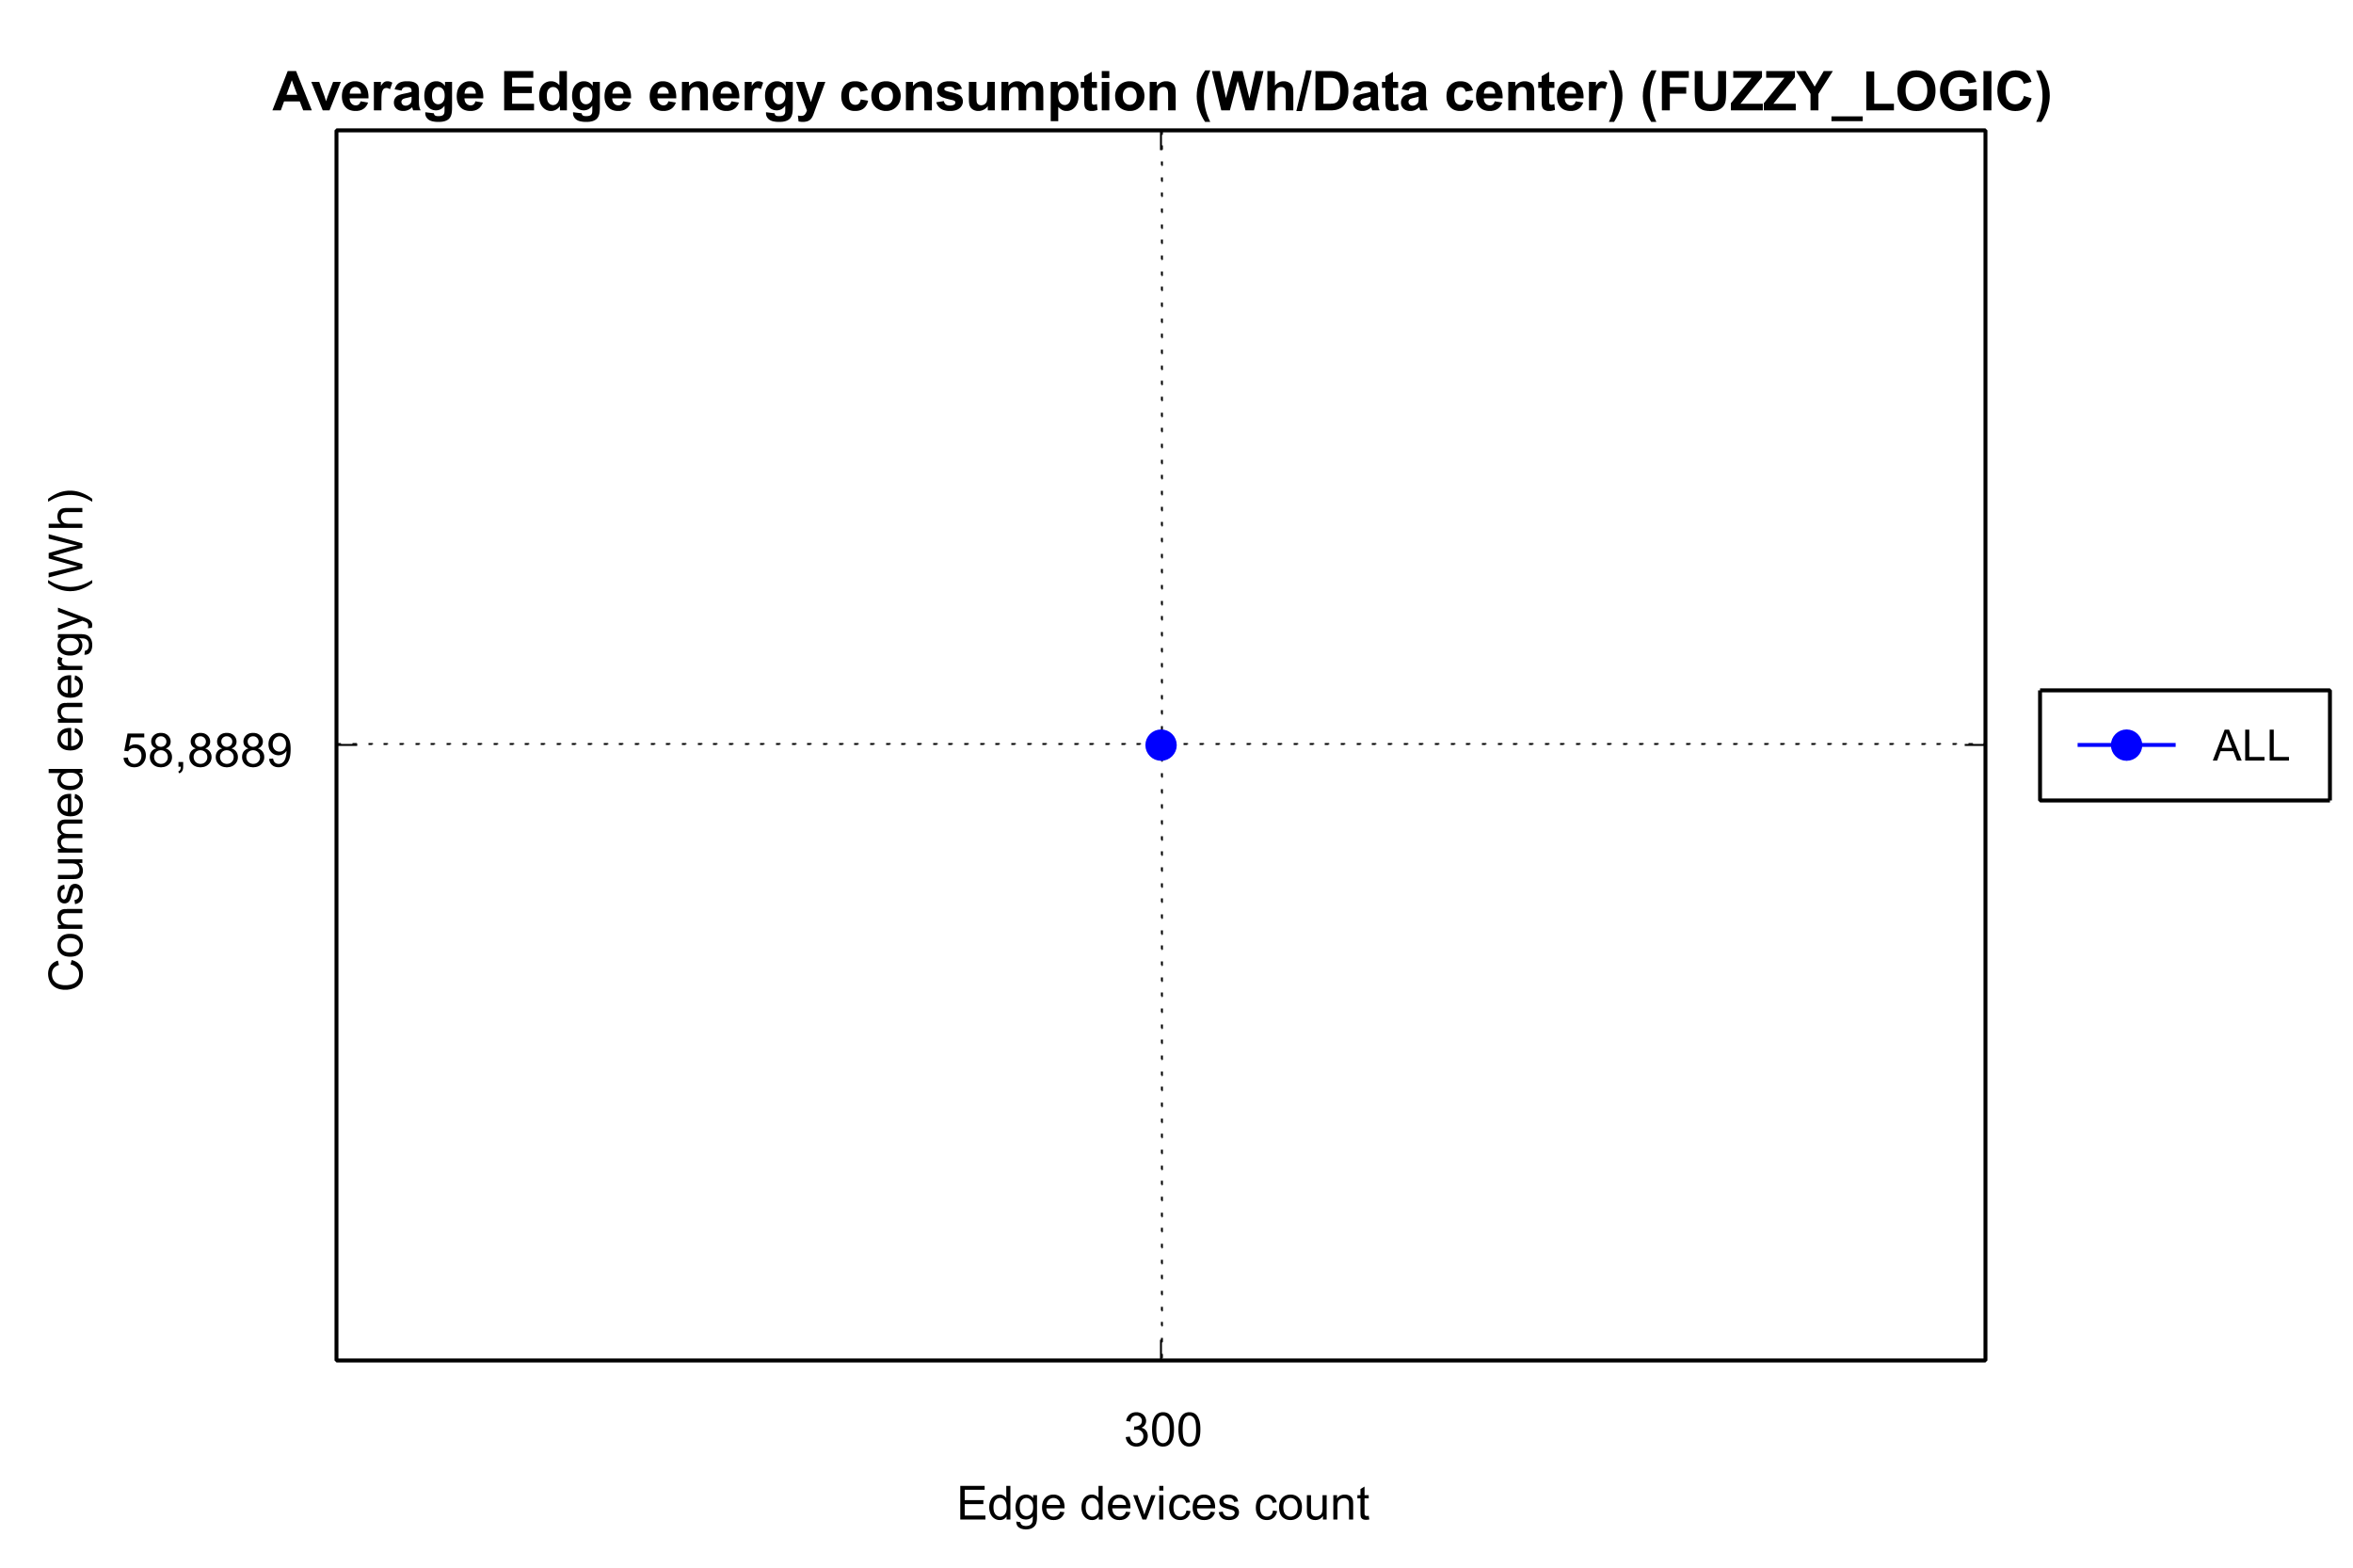 Average Edge energy consumption (Wh/Data center) (FUZZY_LOGIC)
Consumed energy (Wh)
58,8889
ALL
300
Edge devices count